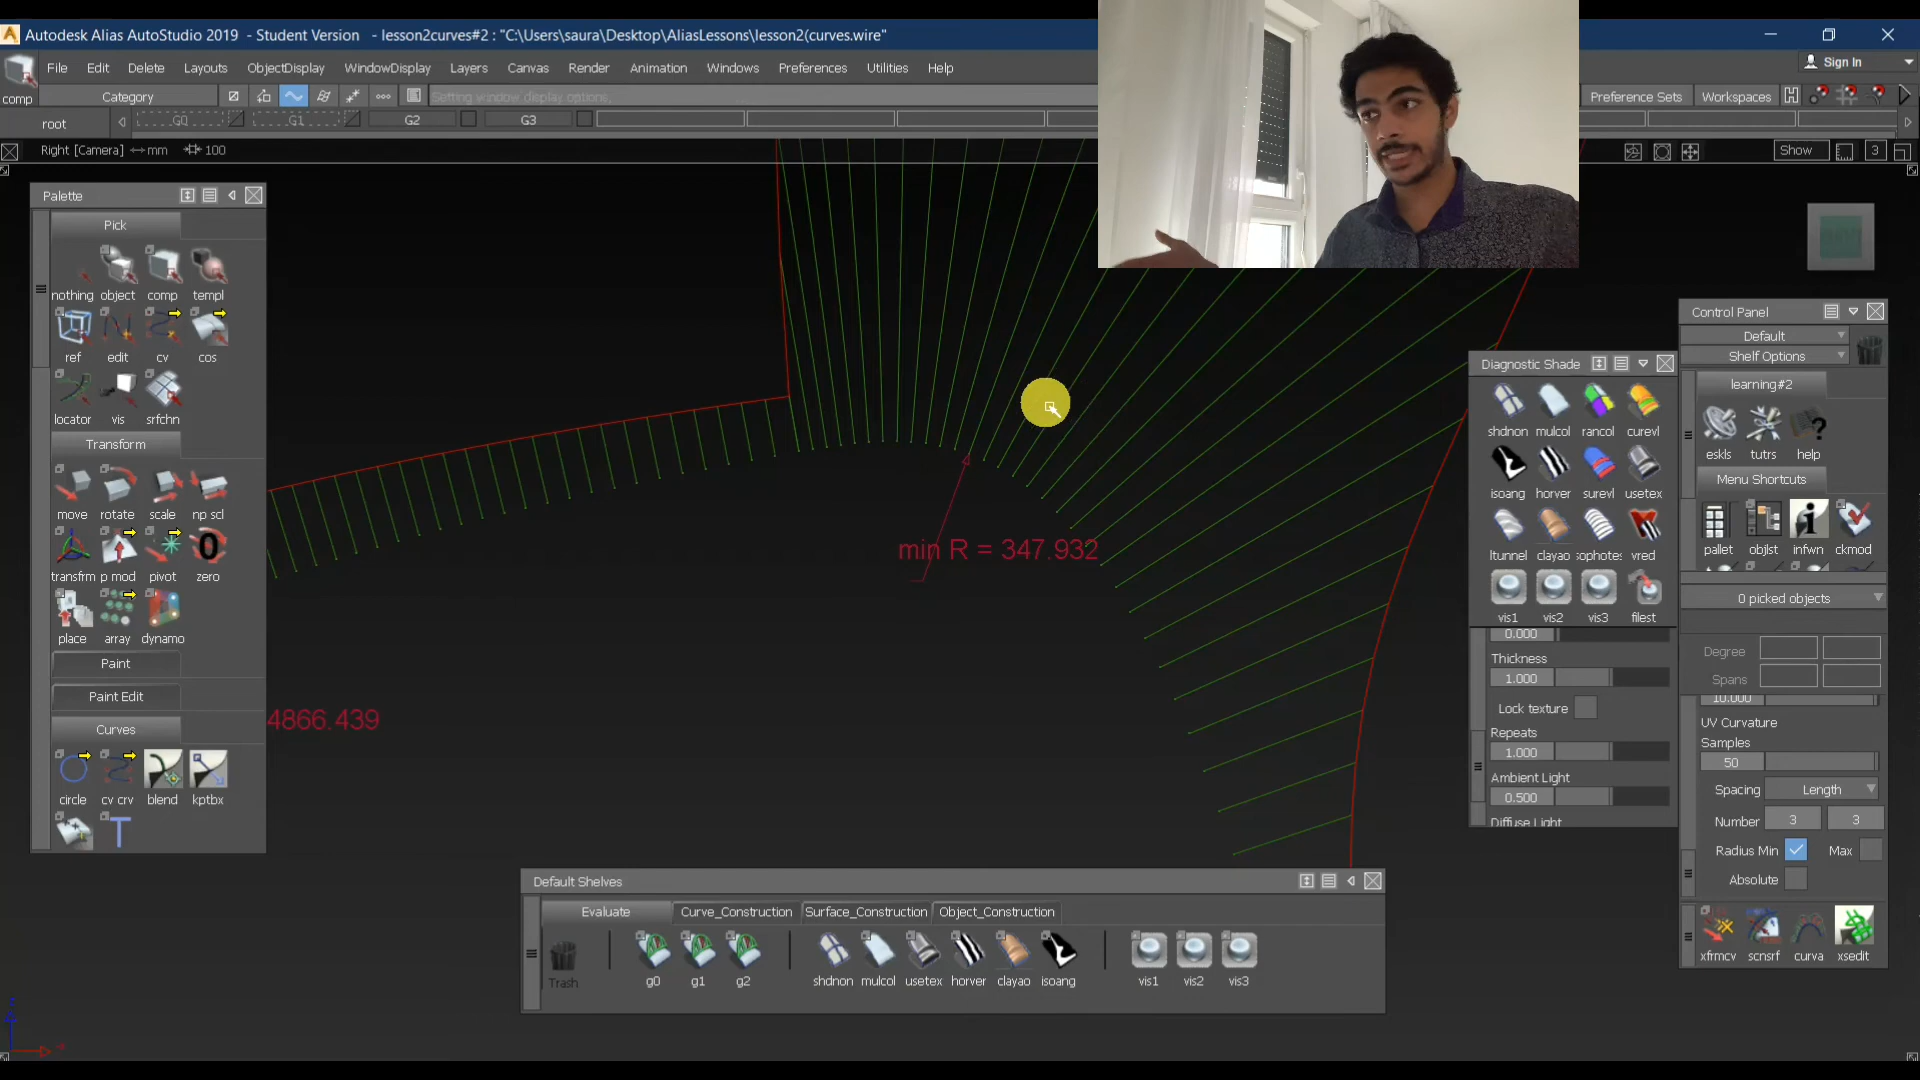 Autodesk Alias AutoStudio 2019 - Student Version - lesson2curves#2 : "C:\Users\saura\Desktop\AliasLessons\lesson2(curves.wire"
File Edit Delete Layouts ObjectDisplay WindowDisplay Layers Canvas Render Animation Windows Preferences Utilities Help
Sign In
comp
Category
Setting window display options,
Preference Sets Workspaces
root
G0 G1 G2 G3
Right [Camera] mm 100
Show 3
Palette
Pick
nothing object comp templ
ref edit cv cos
locator vis srfchn
Transform
move rotate scale np scl
transfrm p mod pivot zero
place array dynamo
Paint
Paint Edit
Curves
circle cv crv blend kptbx
min R = 347.932
4866.439
Diagnostic Shade
shdnon mulcol rancol curevl
isoang horver surevl usetex
ltunnel clayao sophotes vred
vis1 vis2 vis3 filest
0.000
Thickness
1.000
Lock texture
Repeats
1.000
Ambient Light
0.500
Diffuse Light
Control Panel
Default
Shelf Options
learning#2
eskls tutrs help
Menu Shortcuts
pallet objlst infwn ckmod
0 picked objects
Degree
Spans
10.000
UV Curvature
Samples
50
Spacing Length
Number 3 3
Radius Min Max
Absolute
xfrmcv scnsrf curva xsedit
Default Shelves
Evaluate Curve_Construction Surface_Construction Object_Construction
Trash g0 g1 g2 shdnon mulcol usetex horver clayao isoang vis1 vis2 vis3